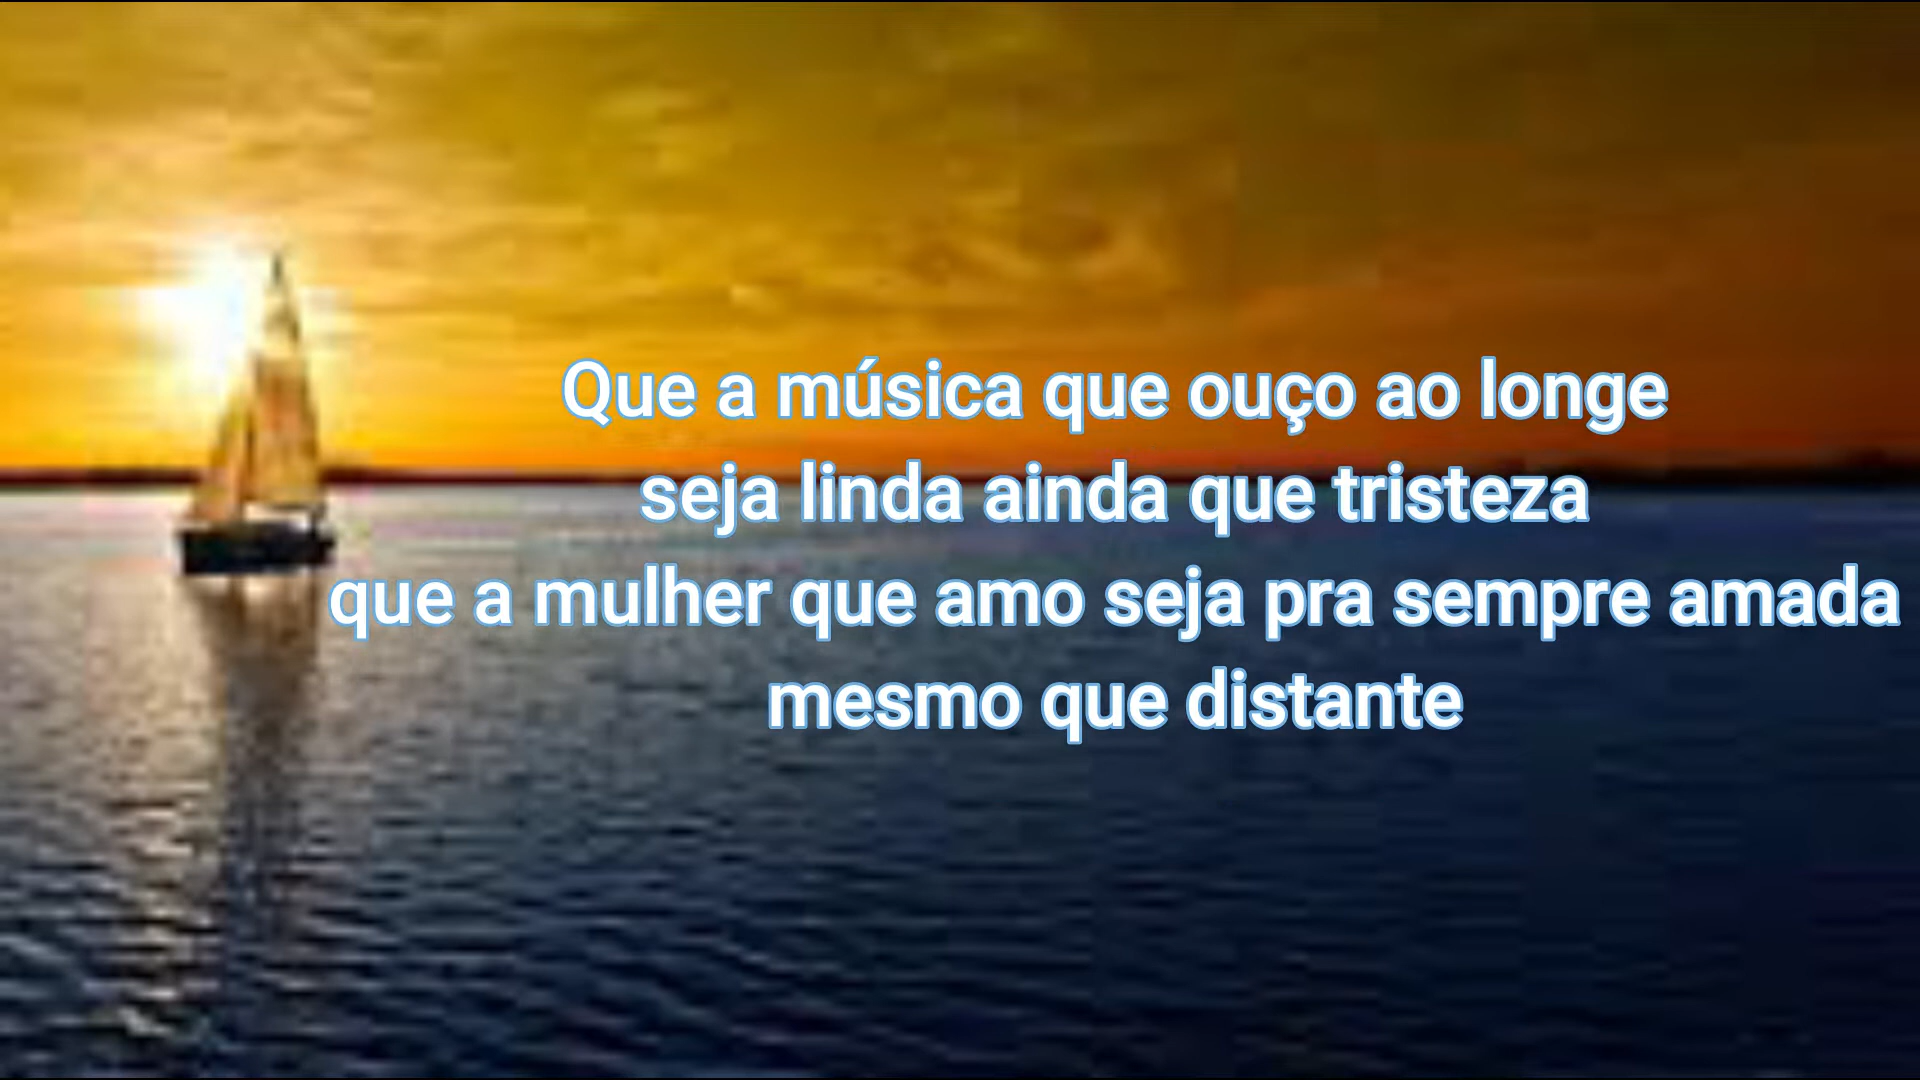 Que a música que ouço ao longe
seja linda ainda que tristeza
que a mulher que amo seja pra sempre amada
mesmo que distante